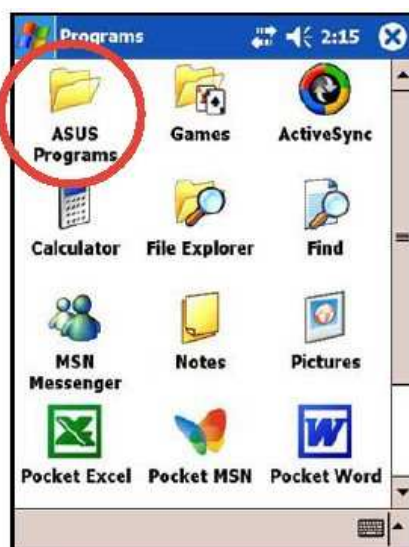 Programs 2:15
ASUS
Programs
Games
ActiveSync
Calculator
File Explorer
Find
MSN
Messenger
Notes
Pictures
Pocket Excel
Pocket MSN
Pocket Word